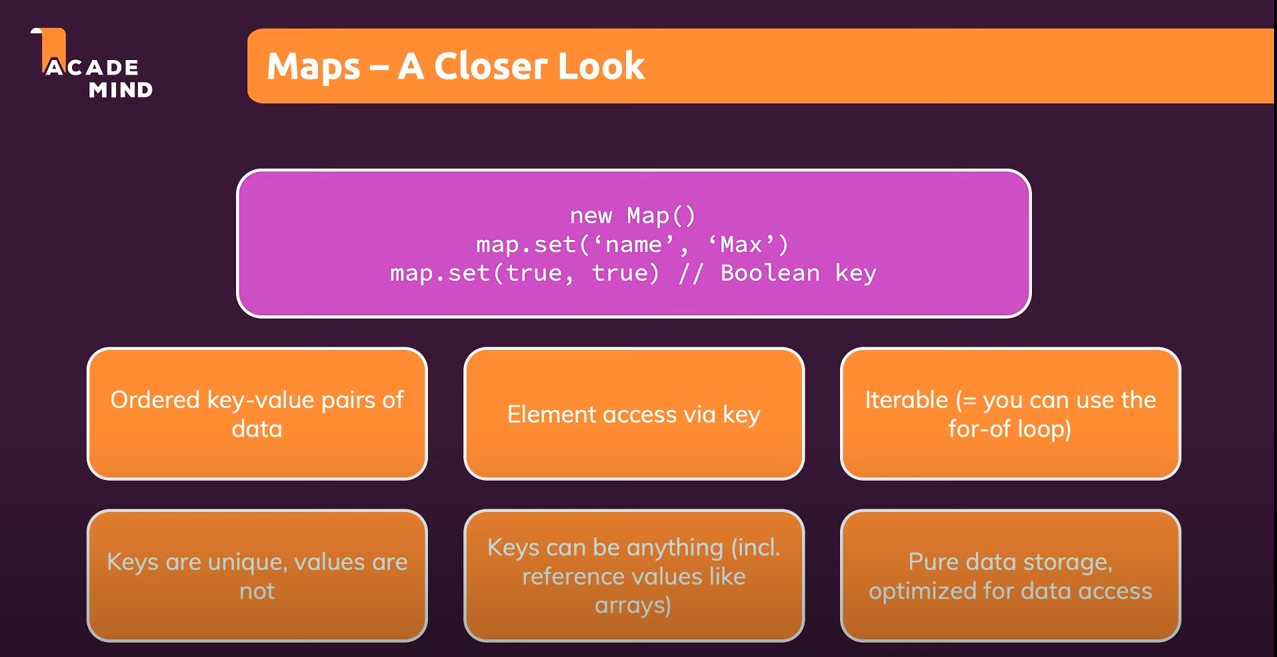 ACADE
MIND
Maps – A Closer Look
new Map()
map.set(‘name’, ‘Max’)
map.set(true, true) // Boolean key
Ordered key-value pairs of
data
Element access via key
Iterable (= you can use the
for-of loop)
Keys are unique, values are
not
Keys can be anything (incl.
reference values like
arrays)
Pure data storage,
optimized for data access